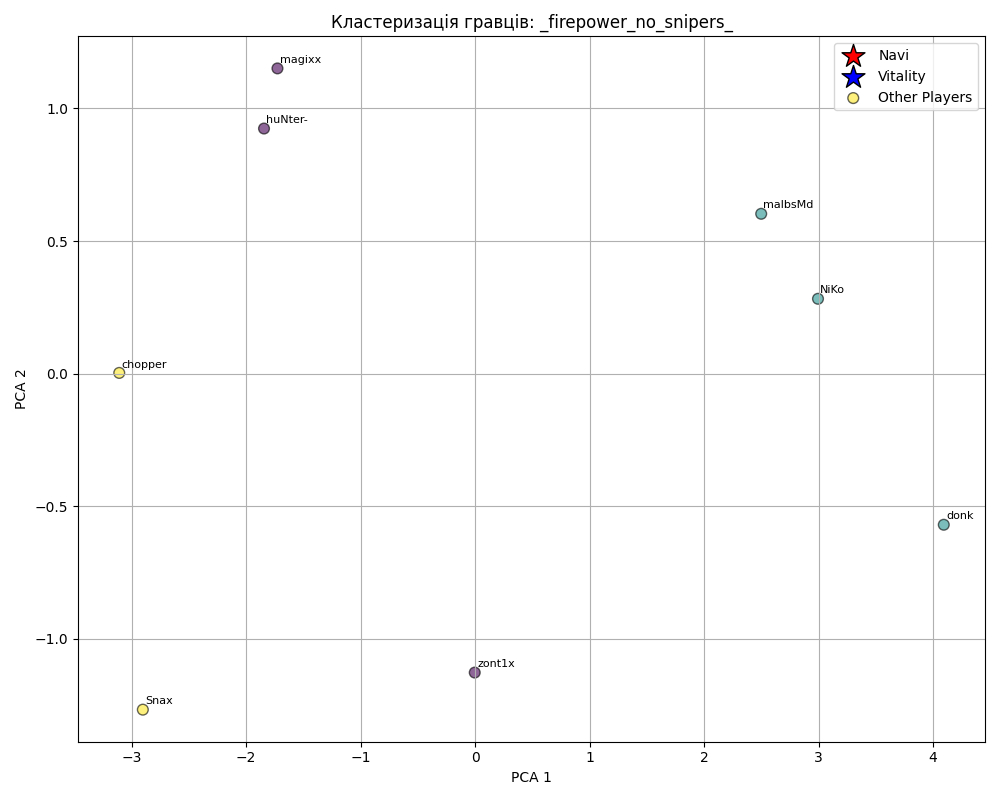 Кластеризація гравців: _firepower_no_snipers_
Navi
Vitality
Other Players
magixx
huNter-
malbsMd
NiKo
chopper
donk
zont1x
Snax
1.0
0.5
0.0
−0.5
−1.0
PCA 2
−3
−2
−1
0
1
2
3
4
PCA 1